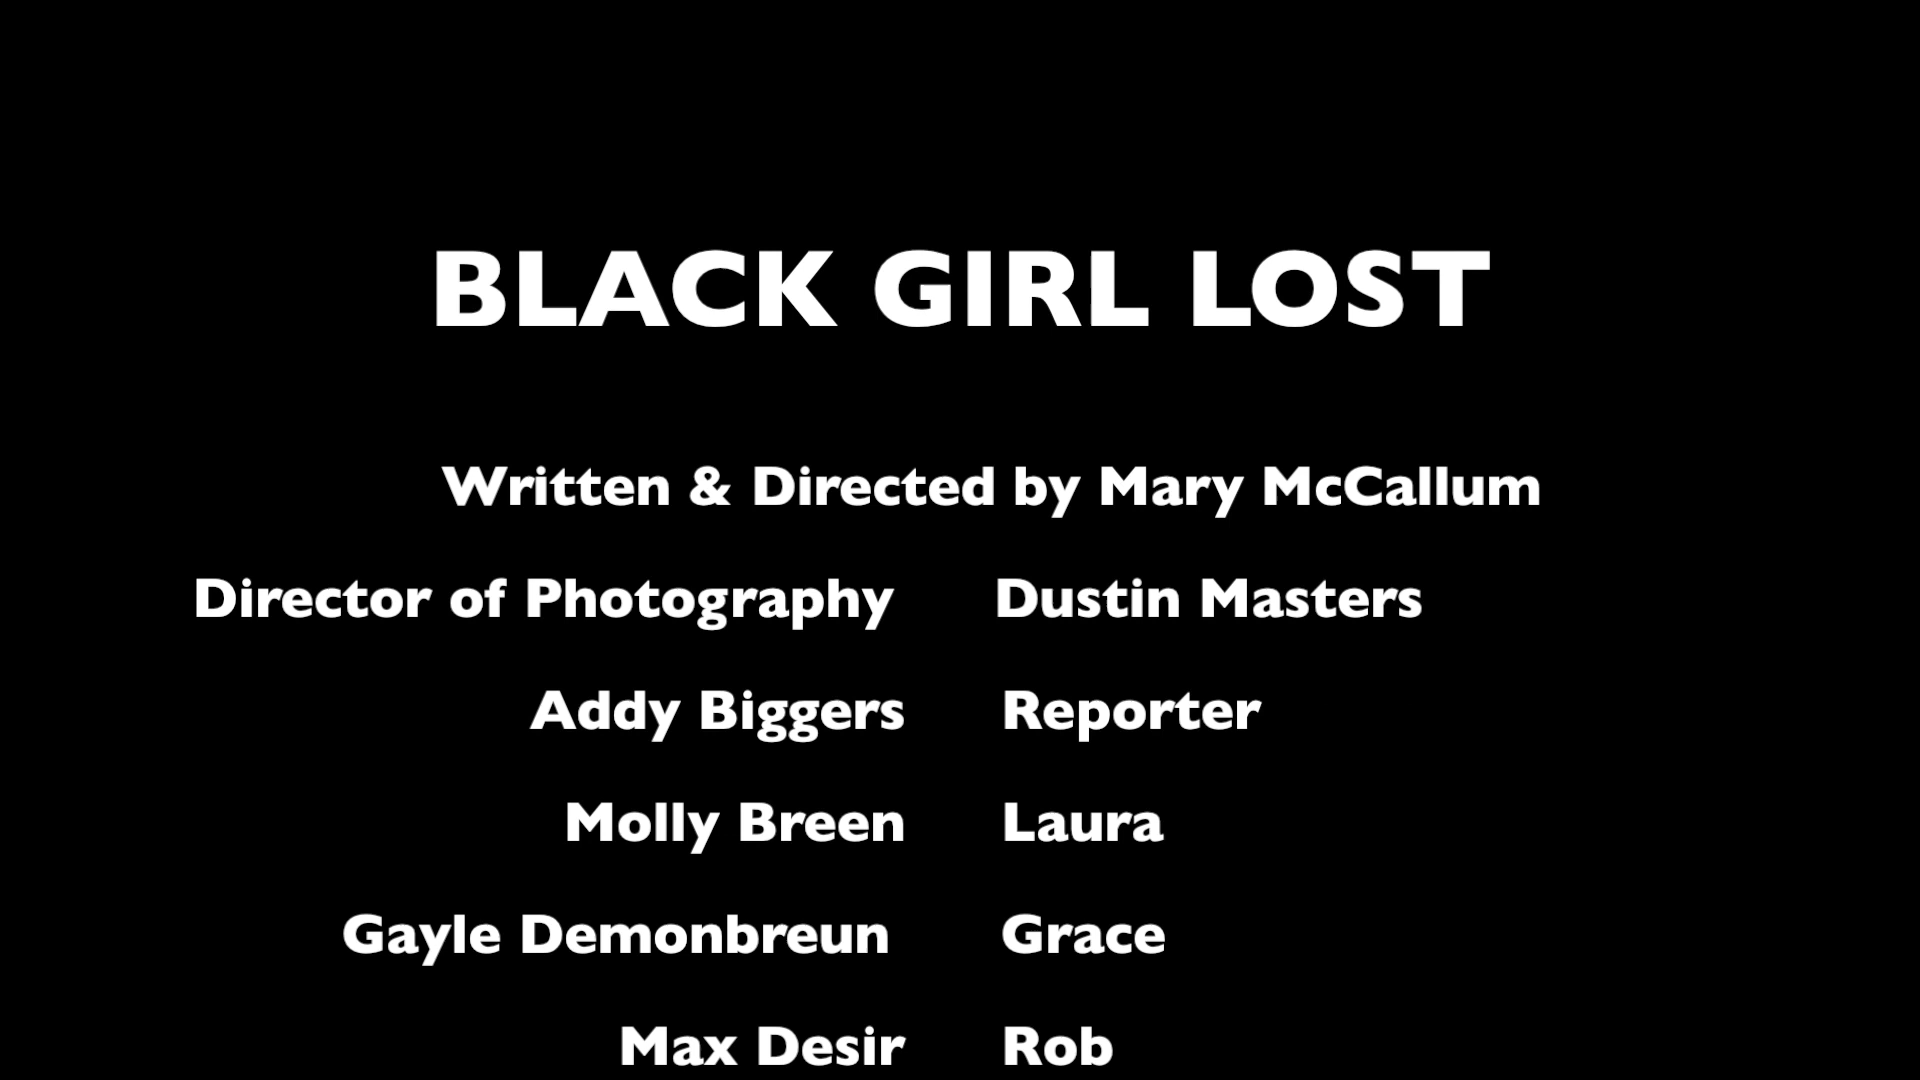 BLACK GIRL LOST
Written & Directed by Mary McCallum
Director of Photography Dustin Masters
Addy Biggers Reporter
Molly Breen Laura
Gayle Demonbreun Grace
Max Desir Rob